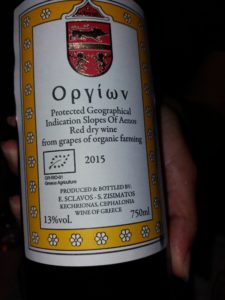 Οργίων
Protected Geographical
Indication Slopes Of Aenos
Red dry wine
from grapes of organic farming
2015
GR-BIO-01
Greece Agriculture
PRODUCED & BOTTLED BY:
E. SCLAVOS - S. ZISIMATOS
KECHRIONAS, CEPHALONIA
WINE OF GREECE
13%vol.
750ml